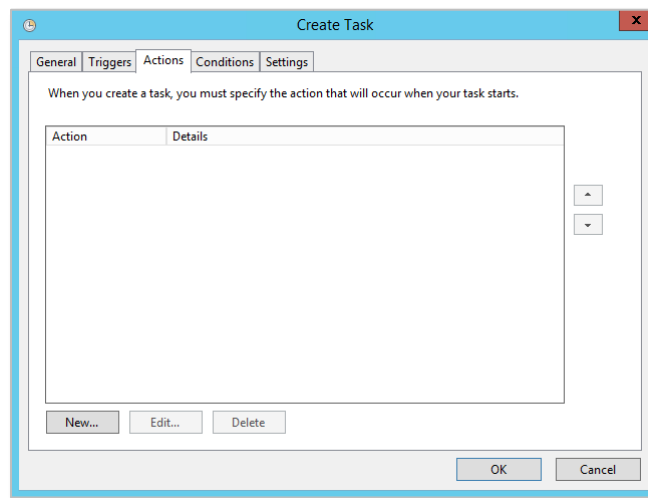 Create Task
x
General Triggers Actions Conditions Settings
When you create a task, you must specify the action that will occur when your task starts.
Action Details
New... Edit... Delete
OK Cancel